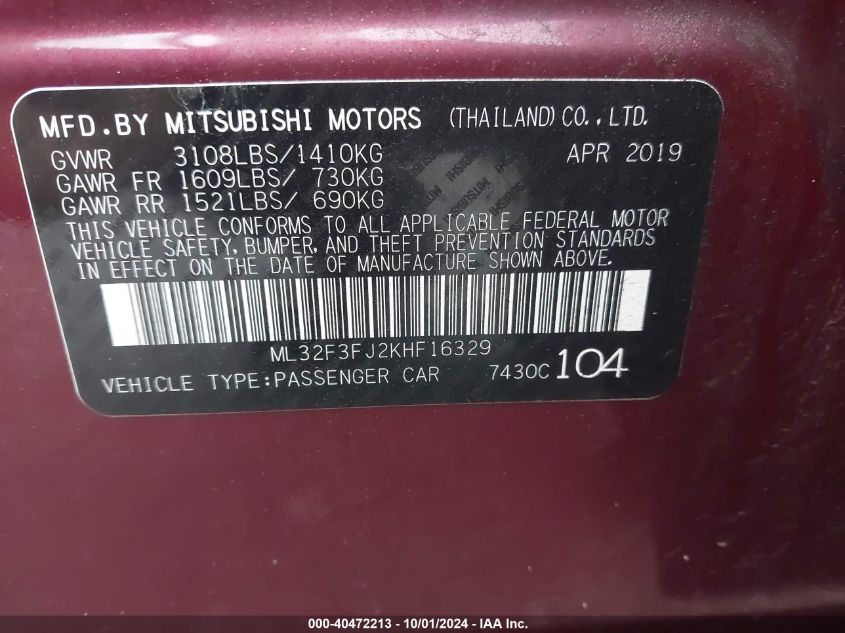 MFD.BY MITSUBISHI MOTORS (THAILAND) CO., LTD.
GVWR 3108LBS/1410KG APR 2019
GAWR FR 1609LBS/ 730KG
GAWR RR 1521LBS/ 690KG
THIS VEHICLE CONFORMS TO ALL APPLICABLE FEDERAL MOTOR
VEHICLE SAFETY, BUMPER, AND THEFT PREVENTION STANDARDS
IN EFFECT ON THE DATE OF MANUFACTURE SHOWN ABOVE.
ML32F3FJ2KHF16329
VEHICLE TYPE:PASSENGER CAR 7430C 104
000-40472213 - 10/01/2024 - IAAI.com